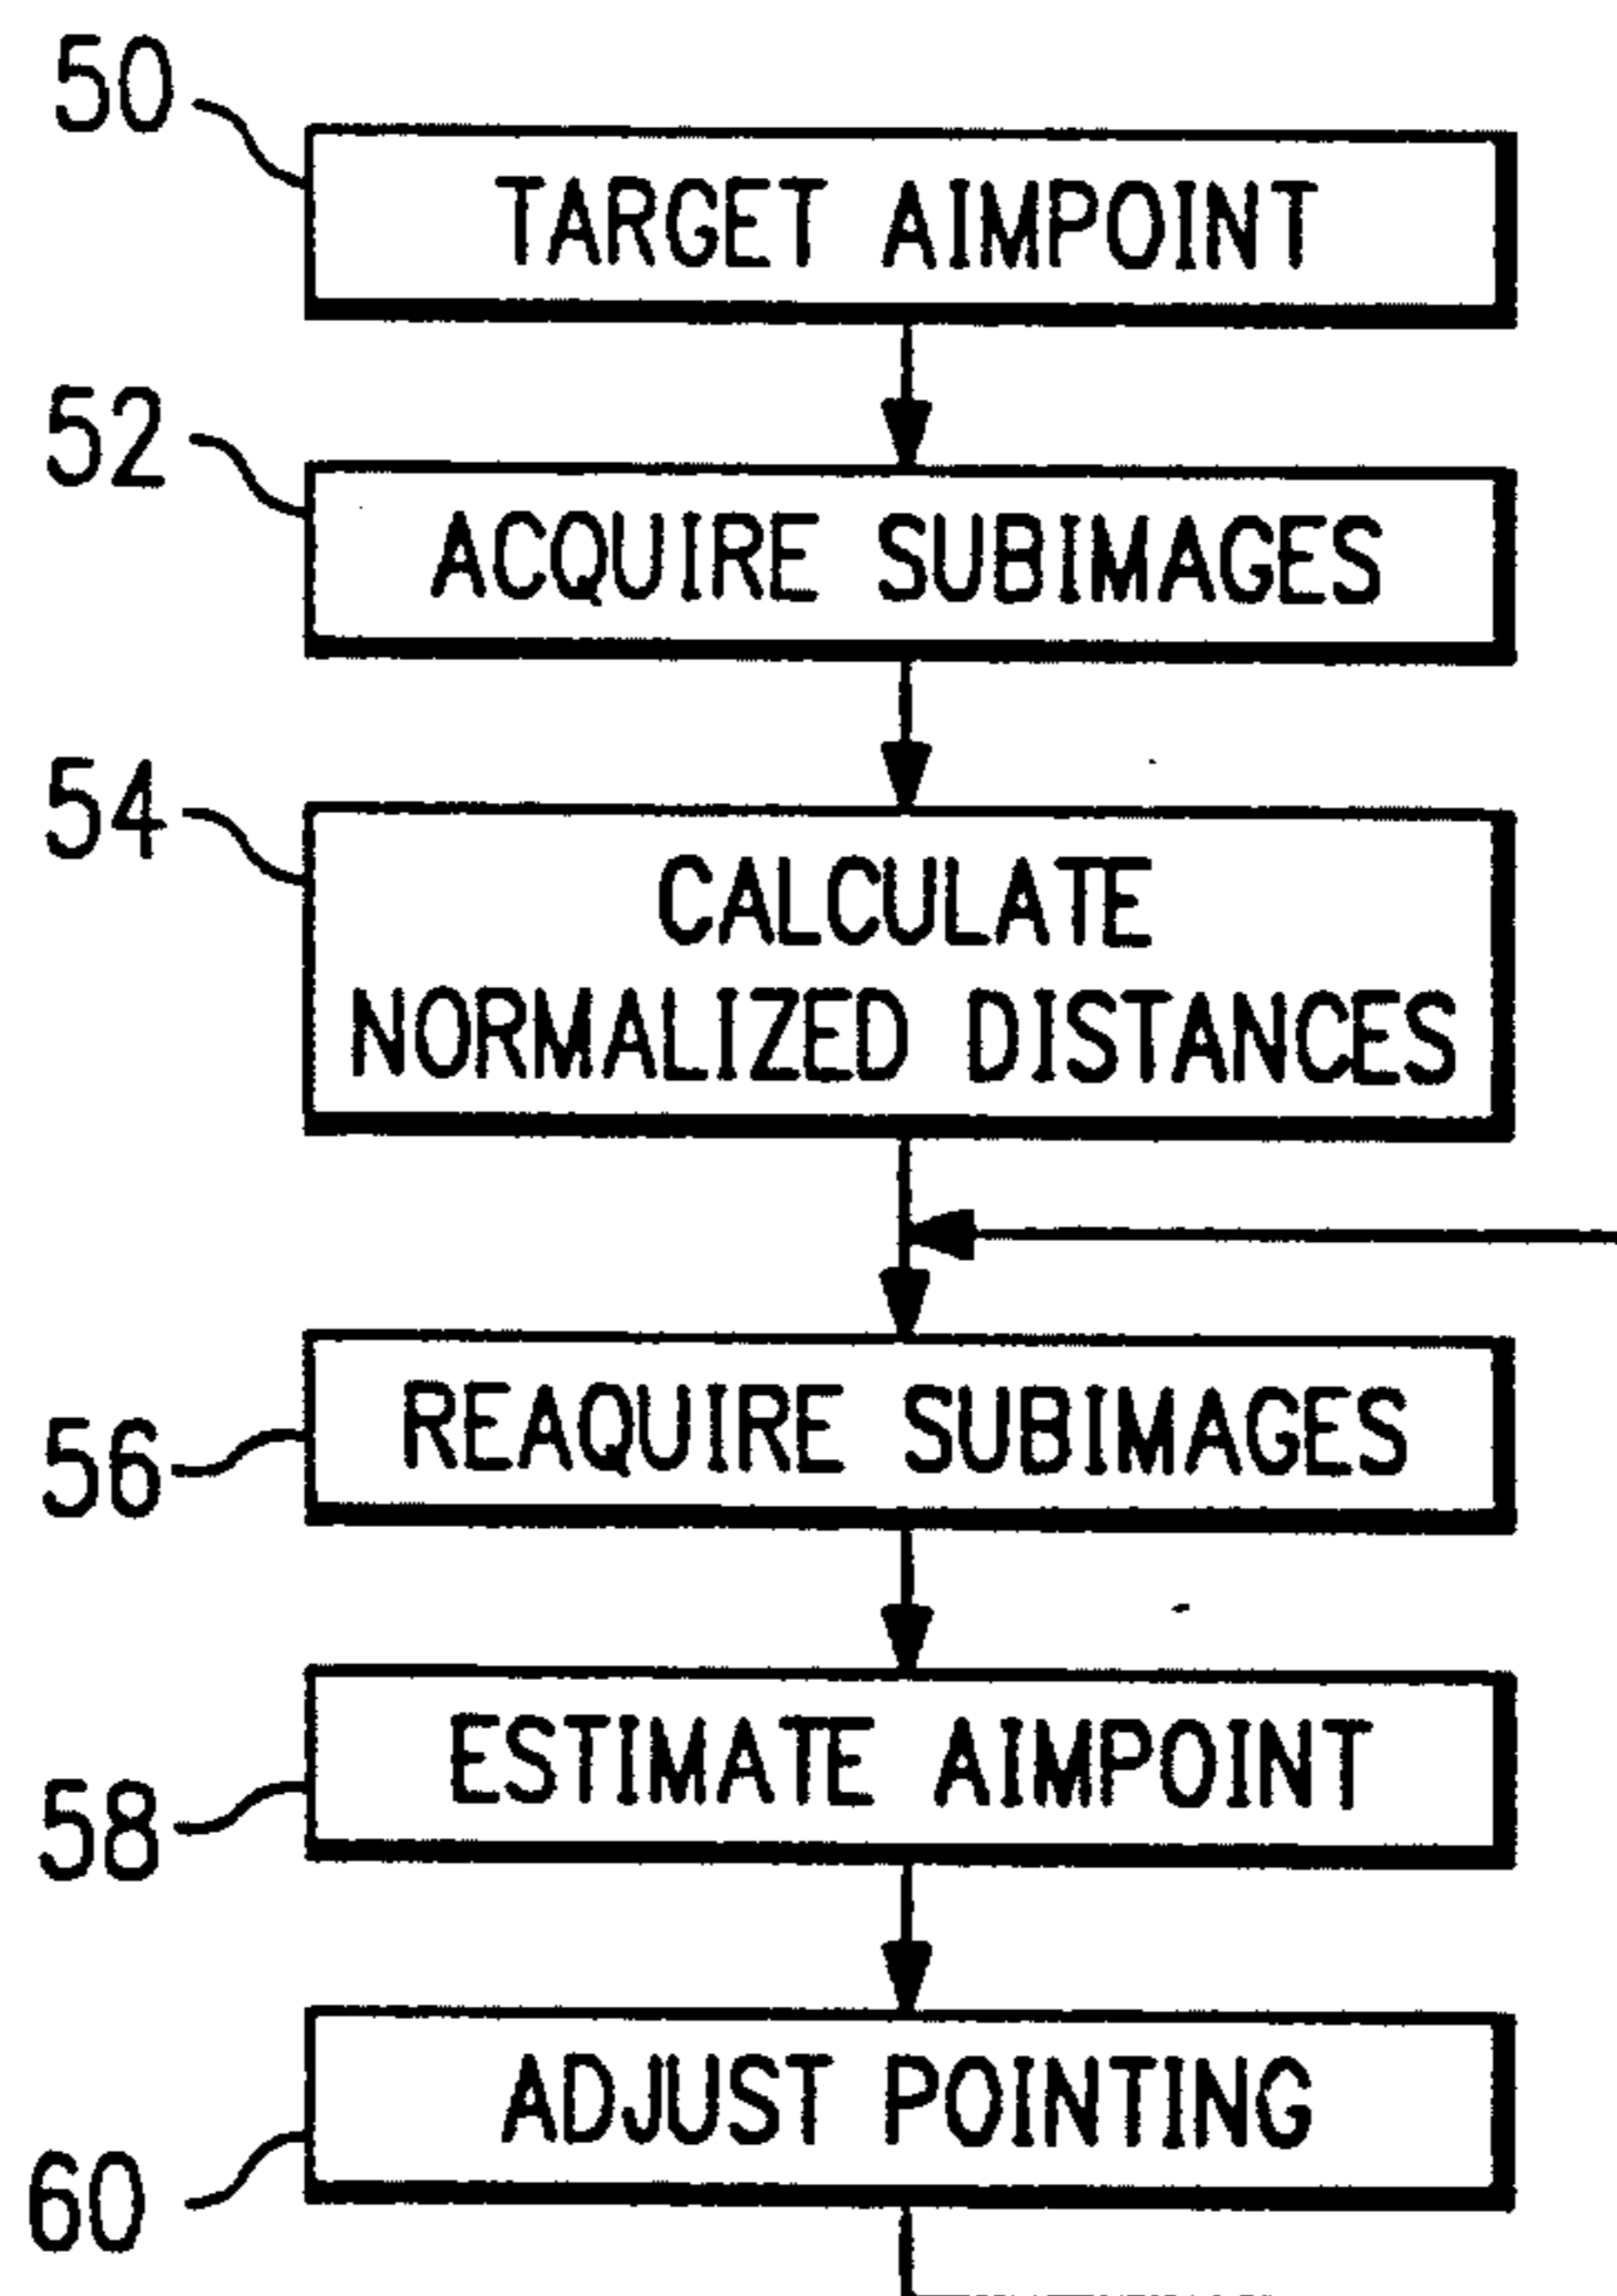 50
TARGET AIMPOINT
52
ACQUIRE SUBIMAGES
54
CALCULATE
NORMALIZED DISTANCES
REAQUIRE SUBIMAGES
56
ESTIMATE AIMPOINT
58
ADJUST POINTING
60